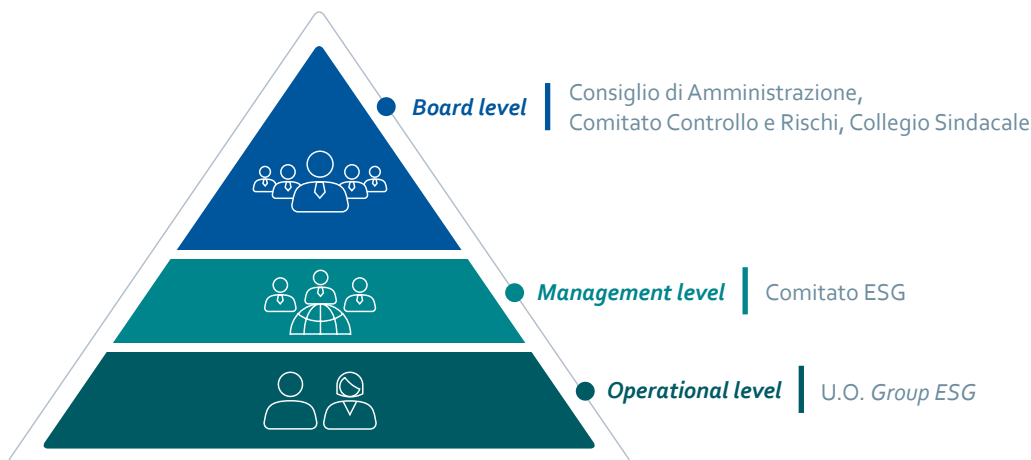 Board level
Consiglio di Amministrazione,
Comitato Controllo e Rischi, Collegio Sindacale
Management level
Comitato ESG
Operational level
U.O. Group ESG